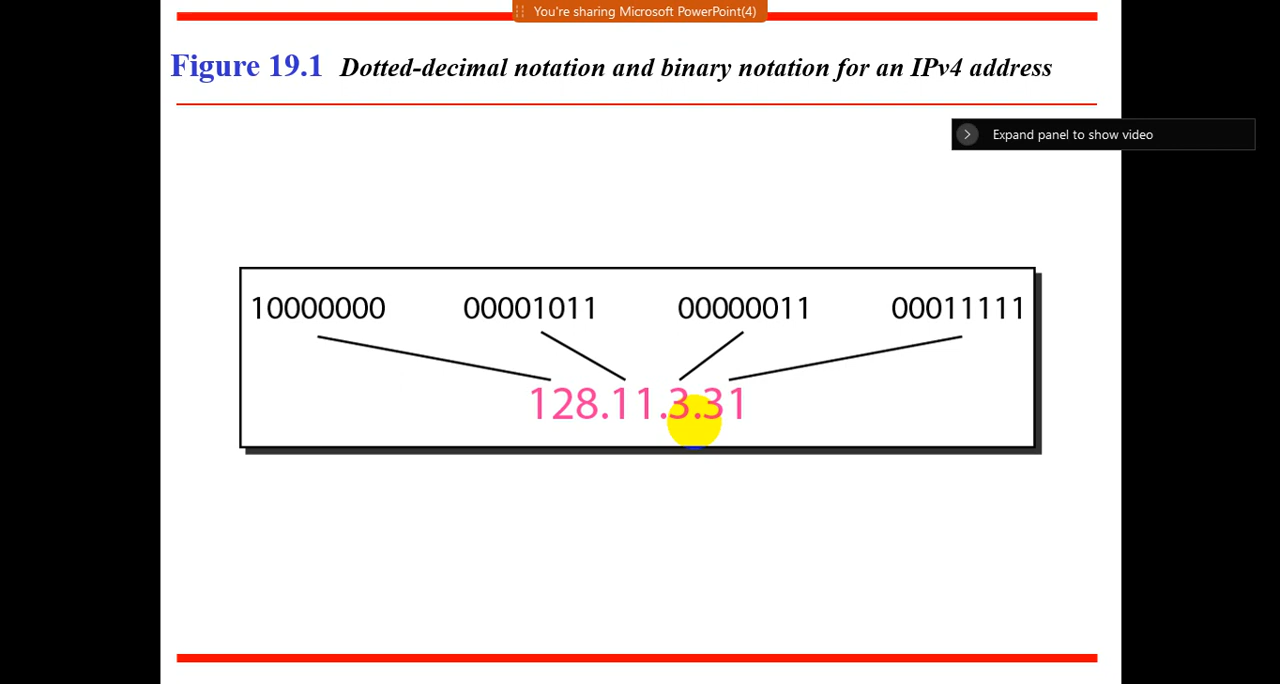 You're sharing Microsoft PowerPoint(4)
Figure 19.1 Dotted-decimal notation and binary notation for an IPv4 address
Expand panel to show video
10000000 00001011 00000011 00011111
128.11.3.31